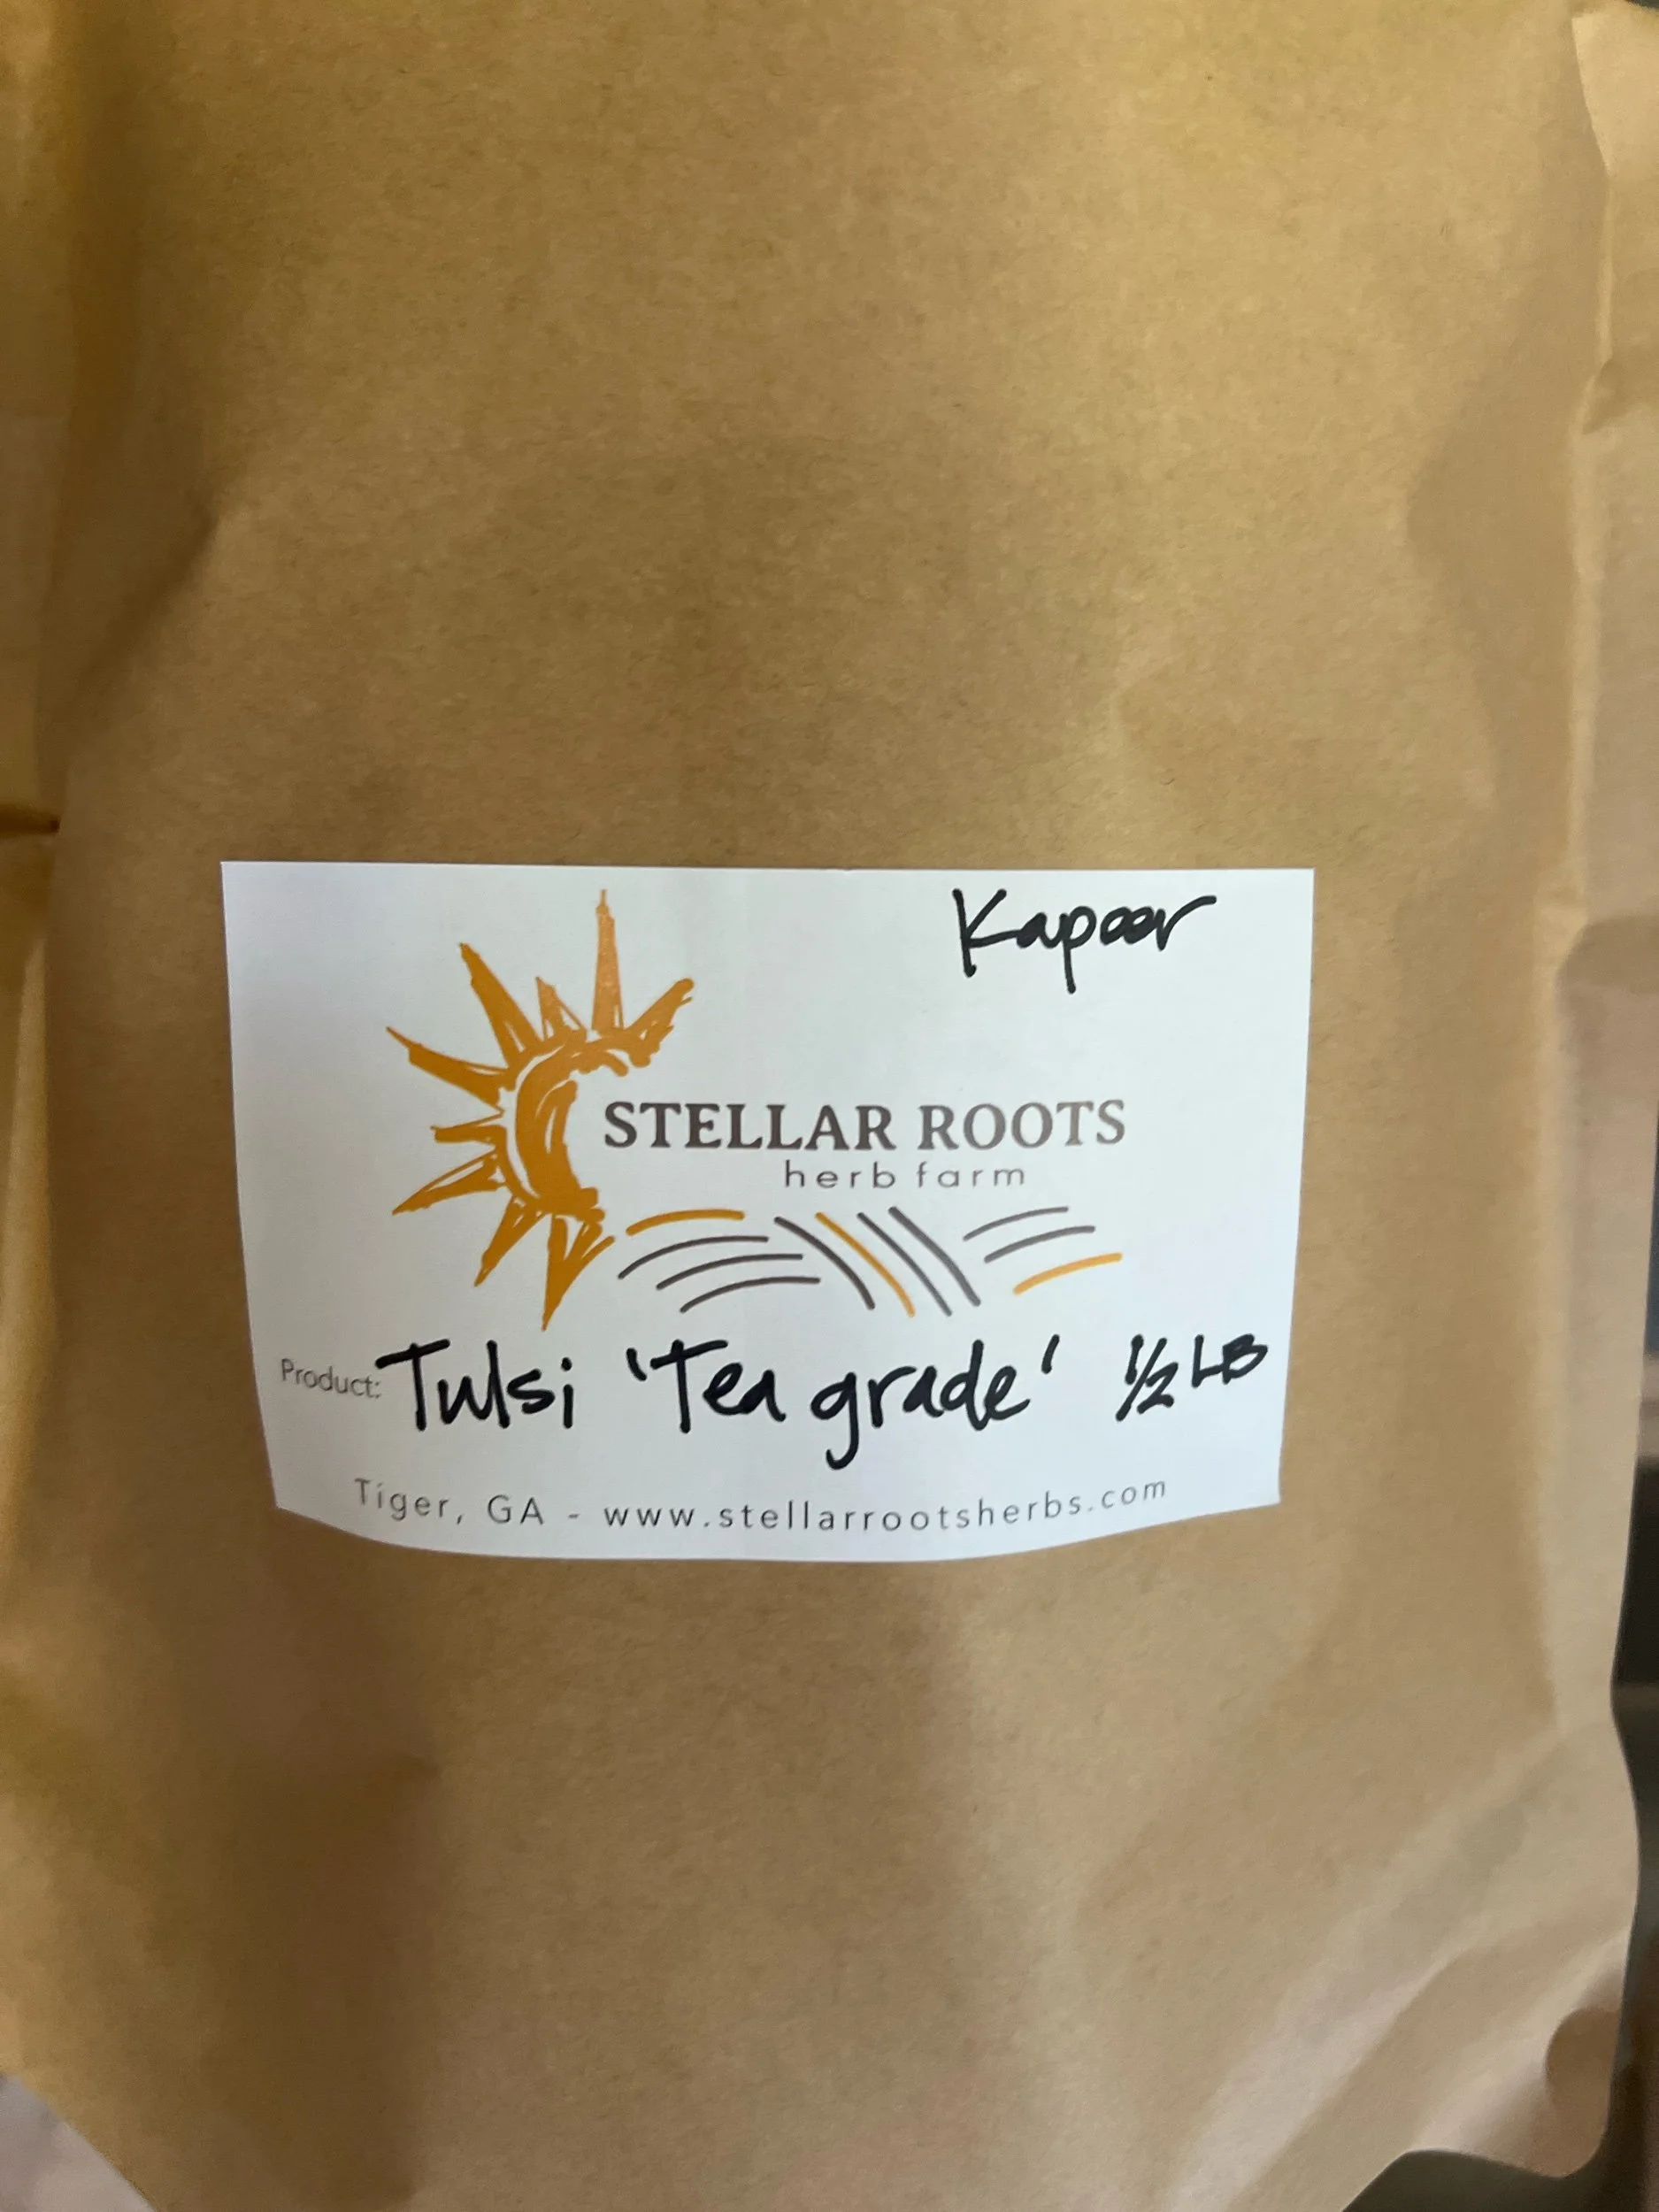 Kapoor
STELLAR ROOTS
herb farm
Product: Tulsi 'Tea grade' 1/2 LB
Tiger, GA - www.stellarrootsherbs.com